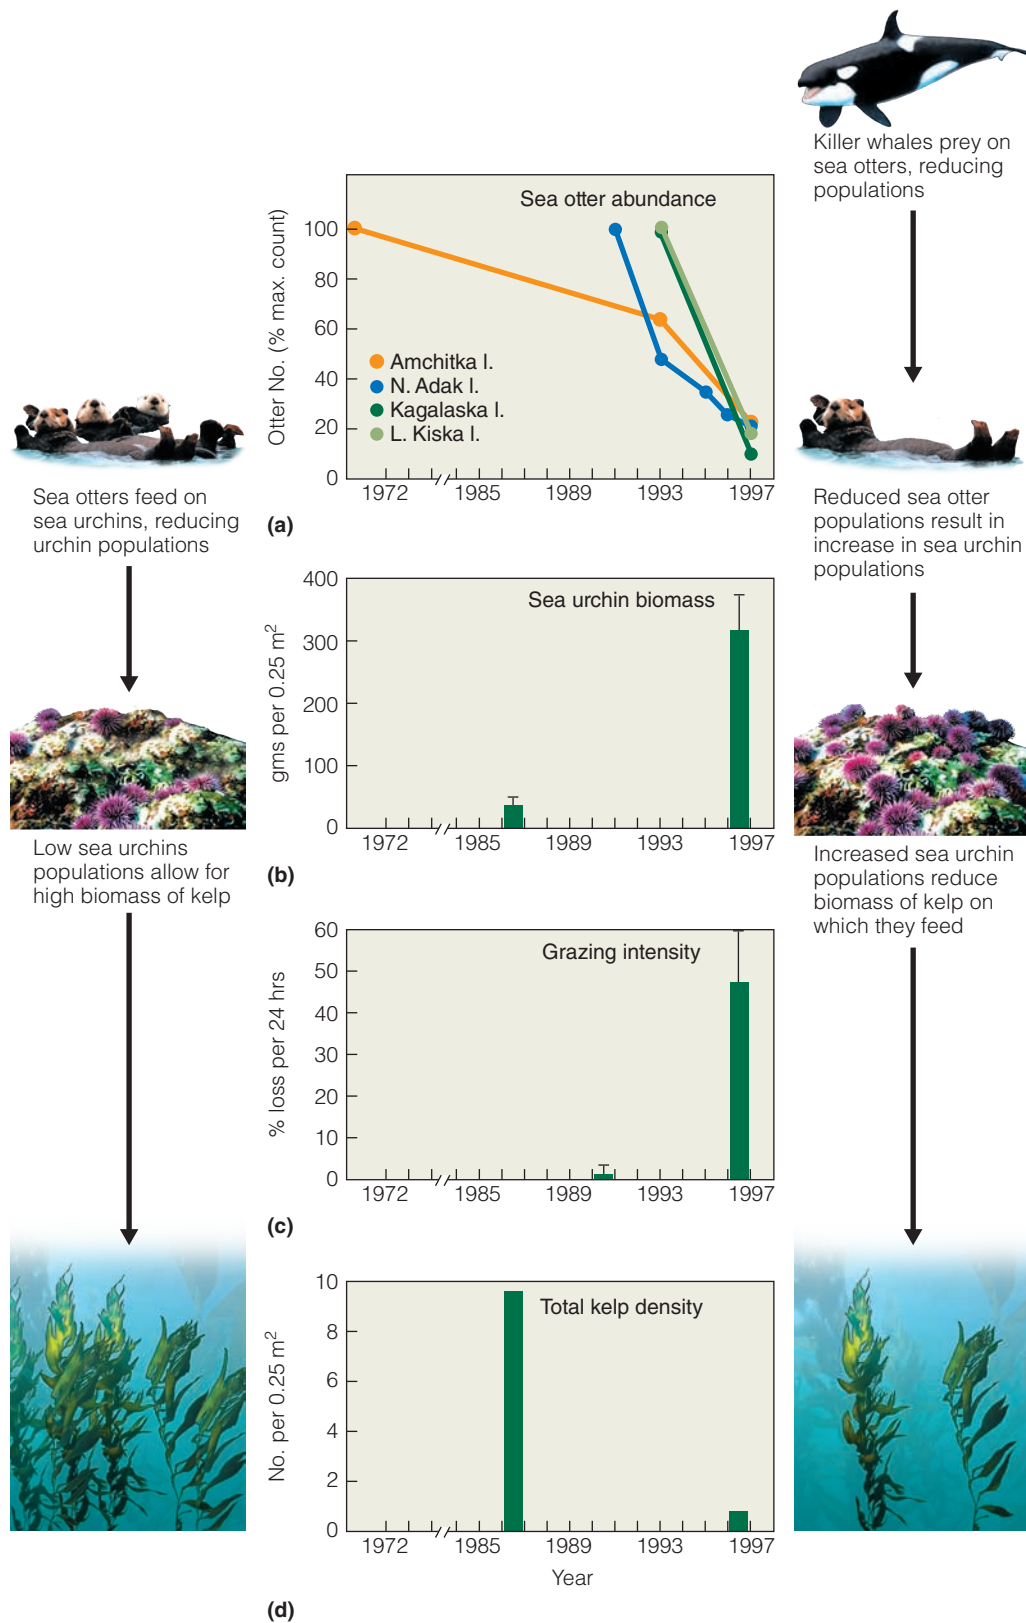 Killer whales prey on
sea otters, reducing
populations
Sea otter abundance
Otter No. (% max. count)
100
80
60
40
20
0
Amchitka I.
N. Adak I.
Kagalaska I.
L. Kiska I.
1972 1985 1989 1993 1997
(a)
Sea otters feed on
sea urchins, reducing
urchin populations
Reduced sea otter
populations result in
increase in sea urchin
populations
Sea urchin biomass
gms per 0.25 m²
400
300
200
100
0
1972 1985 1989 1993 1997
(b)
Low sea urchins
populations allow for
high biomass of kelp
Increased sea urchin
populations reduce
biomass of kelp on
which they feed
Grazing intensity
% loss per 24 hrs
60
50
40
30
20
10
0
1972 1985 1989 1993 1997
(c)
Total kelp density
No. per 0.25 m²
10
8
6
4
2
0
1972 1985 1989 1993 1997
Year
(d)